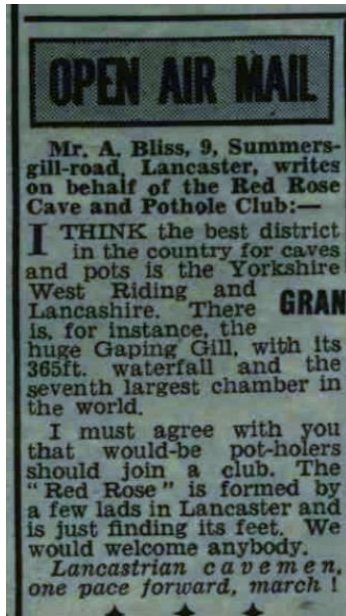 OPEN AIR MAIL
Mr. A. Bliss, 9, Summers-
gill-road, Lancaster, writes
on behalf of the Red Rose
Cave and Pothole Club:—
I THINK the best district
in the country for caves
and pots is the Yorkshire
West Riding and
Lancashire. There
is, for instance, the
huge Gaping Gill, with its
365ft. waterfall and the
seventh largest chamber in
the world.
I must agree with you
that would-be pot-holers
should join a club. The
"Red Rose" is formed by
a few lads in Lancaster and
is just finding its feet. We
would welcome anybody.
Lancastrian cavemen,
one pace forward, march !
GRAN